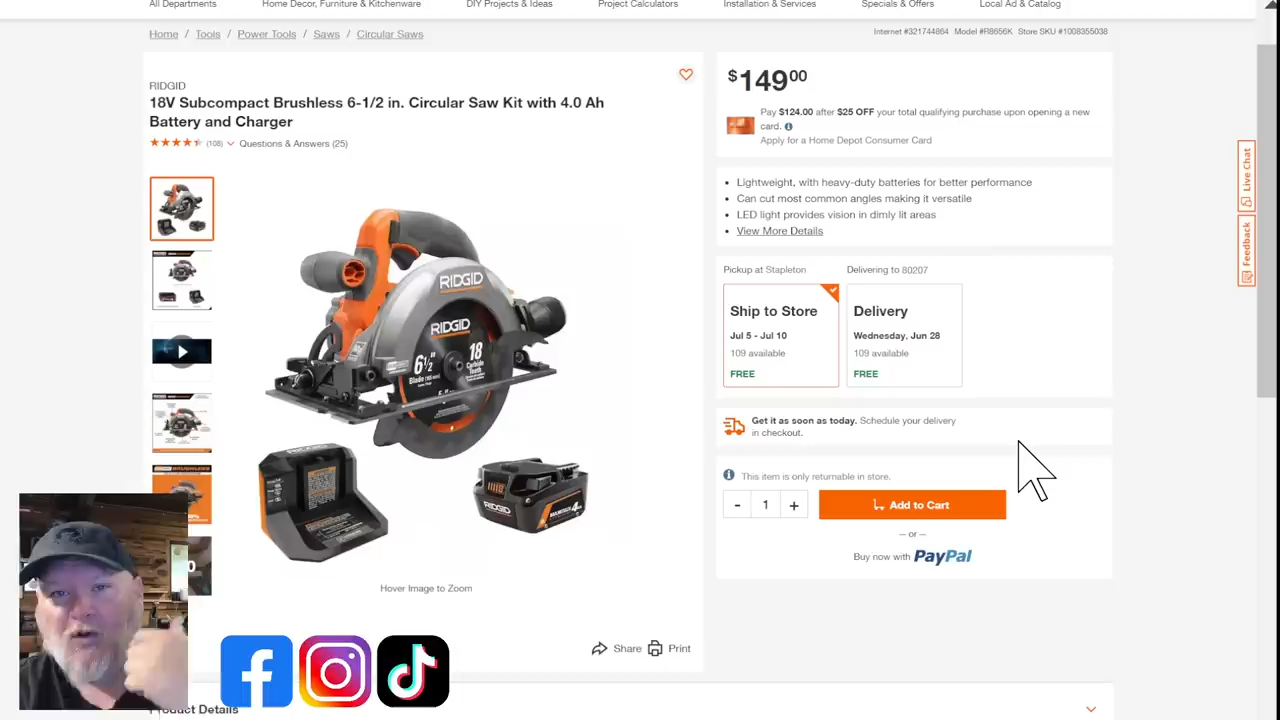 All Departments
Home Decor, Furniture & Kitchenware
DIY Projects & Ideas
Project Calculators
Installation & Services
Specials & Offers
Local Ad & Catalog
Home / Tools / Power Tools / Saws / Circular Saws
Internet #321744864 Model #R8656K Store SKU #1008355038
RIDGID
18V Subcompact Brushless 6-1/2 in. Circular Saw Kit with 4.0 Ah
Battery and Charger
(108) Questions & Answers (25)
RIDGID
RIDGID
6½"
18
Carbide
Teeth
RIDGID
4
Hover Image to Zoom
Share
Print
Product Details
$14900
Pay $124.00 after $25 OFF your total qualifying purchase upon opening a new
card.
Apply for a Home Depot Consumer Card
Lightweight, with heavy-duty batteries for better performance
Can cut most common angles making it versatile
LED light provides vision in dimly lit areas
View More Details
Pickup at Stapleton
Delivering to 80207
Ship to Store
Jul 5 - Jul 10
109 available
FREE
Delivery
Wednesday, Jun 28
109 available
FREE
Get it as soon as today. Schedule your delivery
in checkout.
This item is only returnable in store.
- 1 +
Add to Cart
— or —
Buy now with PayPal
Live Chat
Feedback